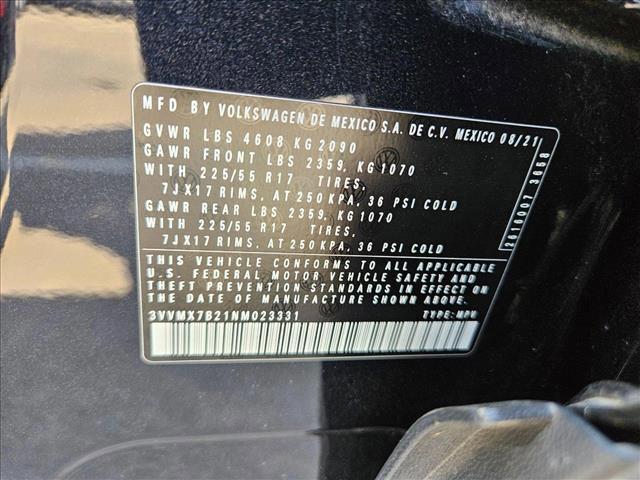 MFD BY VOLKSWAGEN DE MEXICO S.A. DE C.V. MEXICO 08/21
GVWR LBS 4608 KG 2090
GAWR FRONT LBS 2359, KG 1070
WITH 225/55 R17 TIRES,
7JX17 RIMS, AT 250 KPA, 36 PSI COLD
GAWR REAR LBS 2359, KG 1070
WITH 225/55 R17 TIRES,
7JX17 RIMS, AT 250 KPA, 36 PSI COLD
THIS VEHICLE CONFORMS TO ALL APPLICABLE
U.S. FEDERAL MOTOR VEHICLE SAFETY AND
THEFT PREVENTION STANDARDS IN EFFECT ON
THE DATE OF MANUFACTURE SHOWN ABOVE.
3VVMX7B21NM023331 TYPE: MPV
2610007 3668